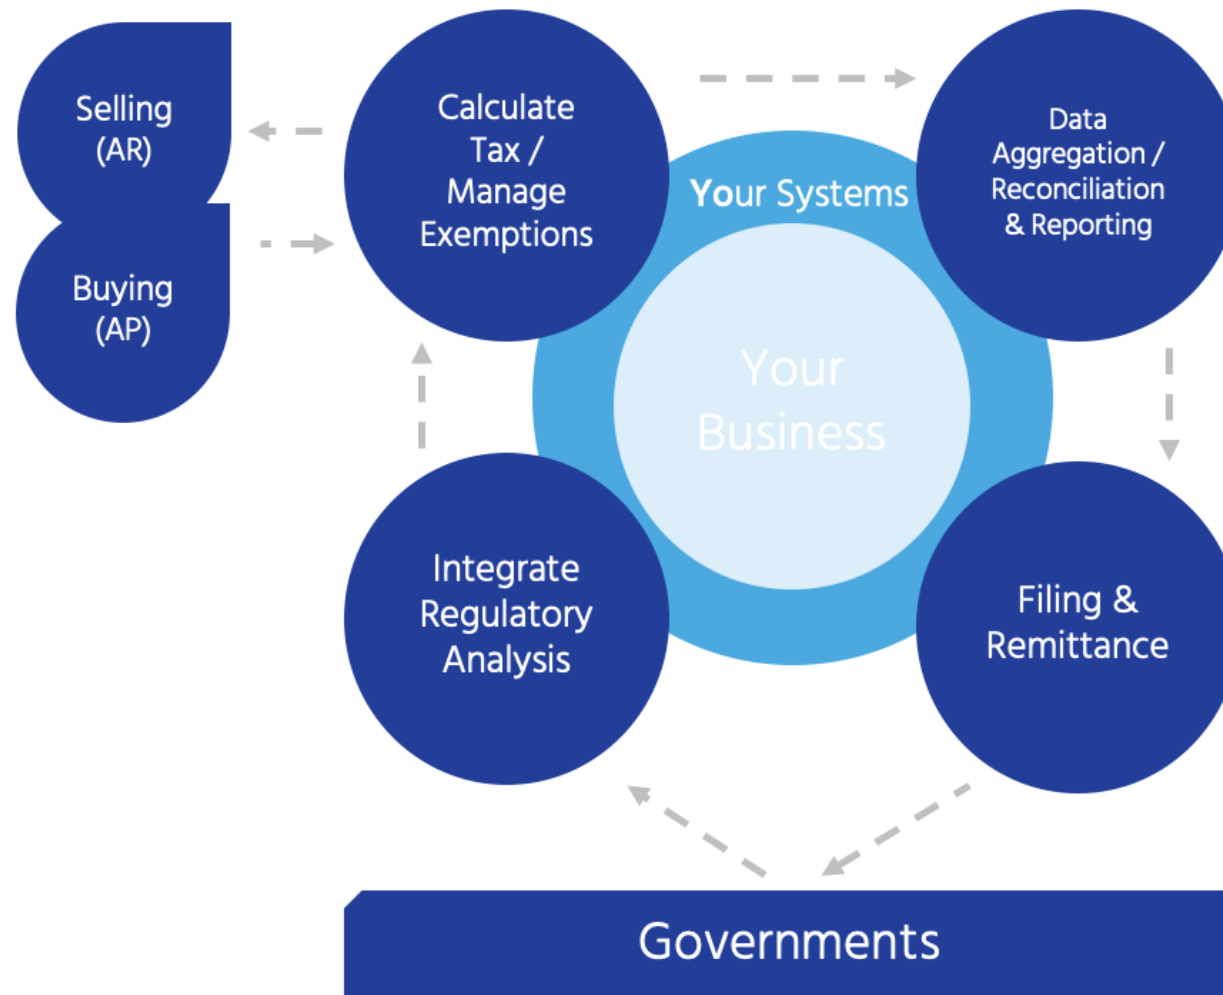 Selling
(AR)
Buying
(AP)
Calculate
Tax /
Manage
Exemptions
Data
Aggregation /
Reconciliation
& Reporting
Your Systems
Your
Business
Integrate
Regulatory
Analysis
Filing &
Remittance
Governments